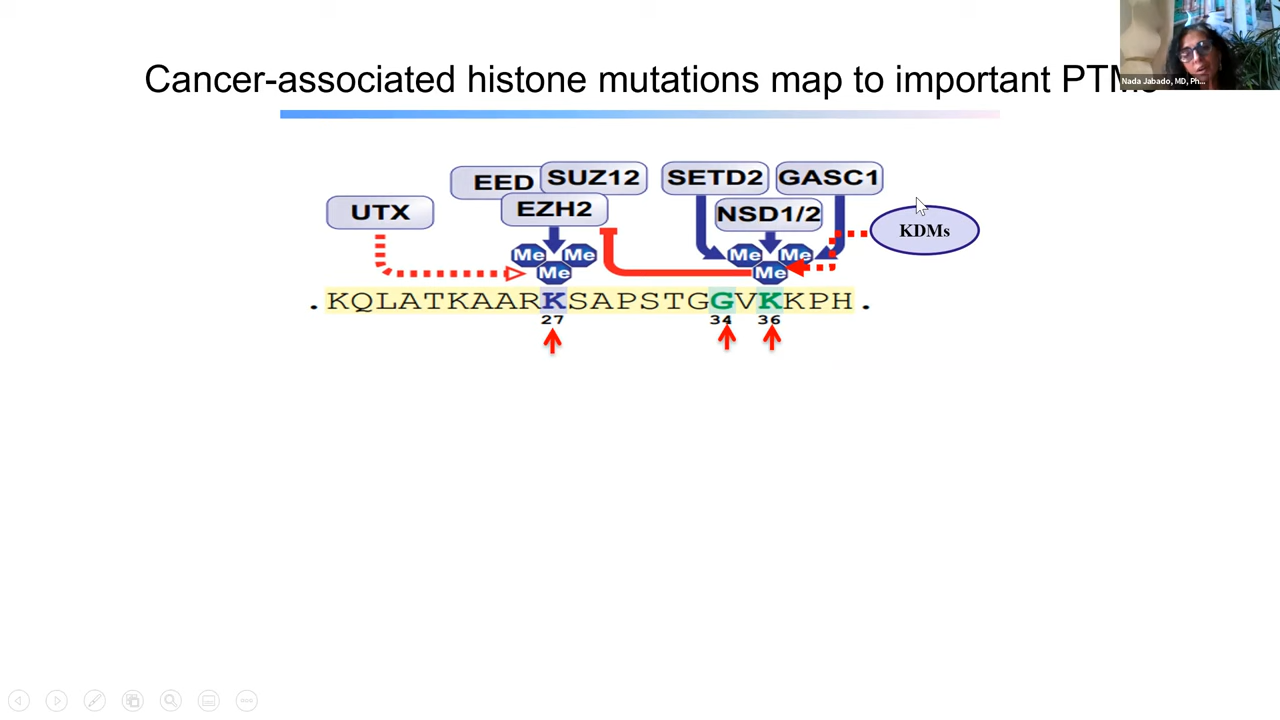 Cancer-associated histone mutations map to important
Nada Jabado, MD, Ph...
EED SUZ12 SETD2 GASC1
UTX EZH2 NSD1/2 KDMs
Me Me Me Me
Me Me
. KQLATKAARKSAPSTGGVKKPH .
27 34 36